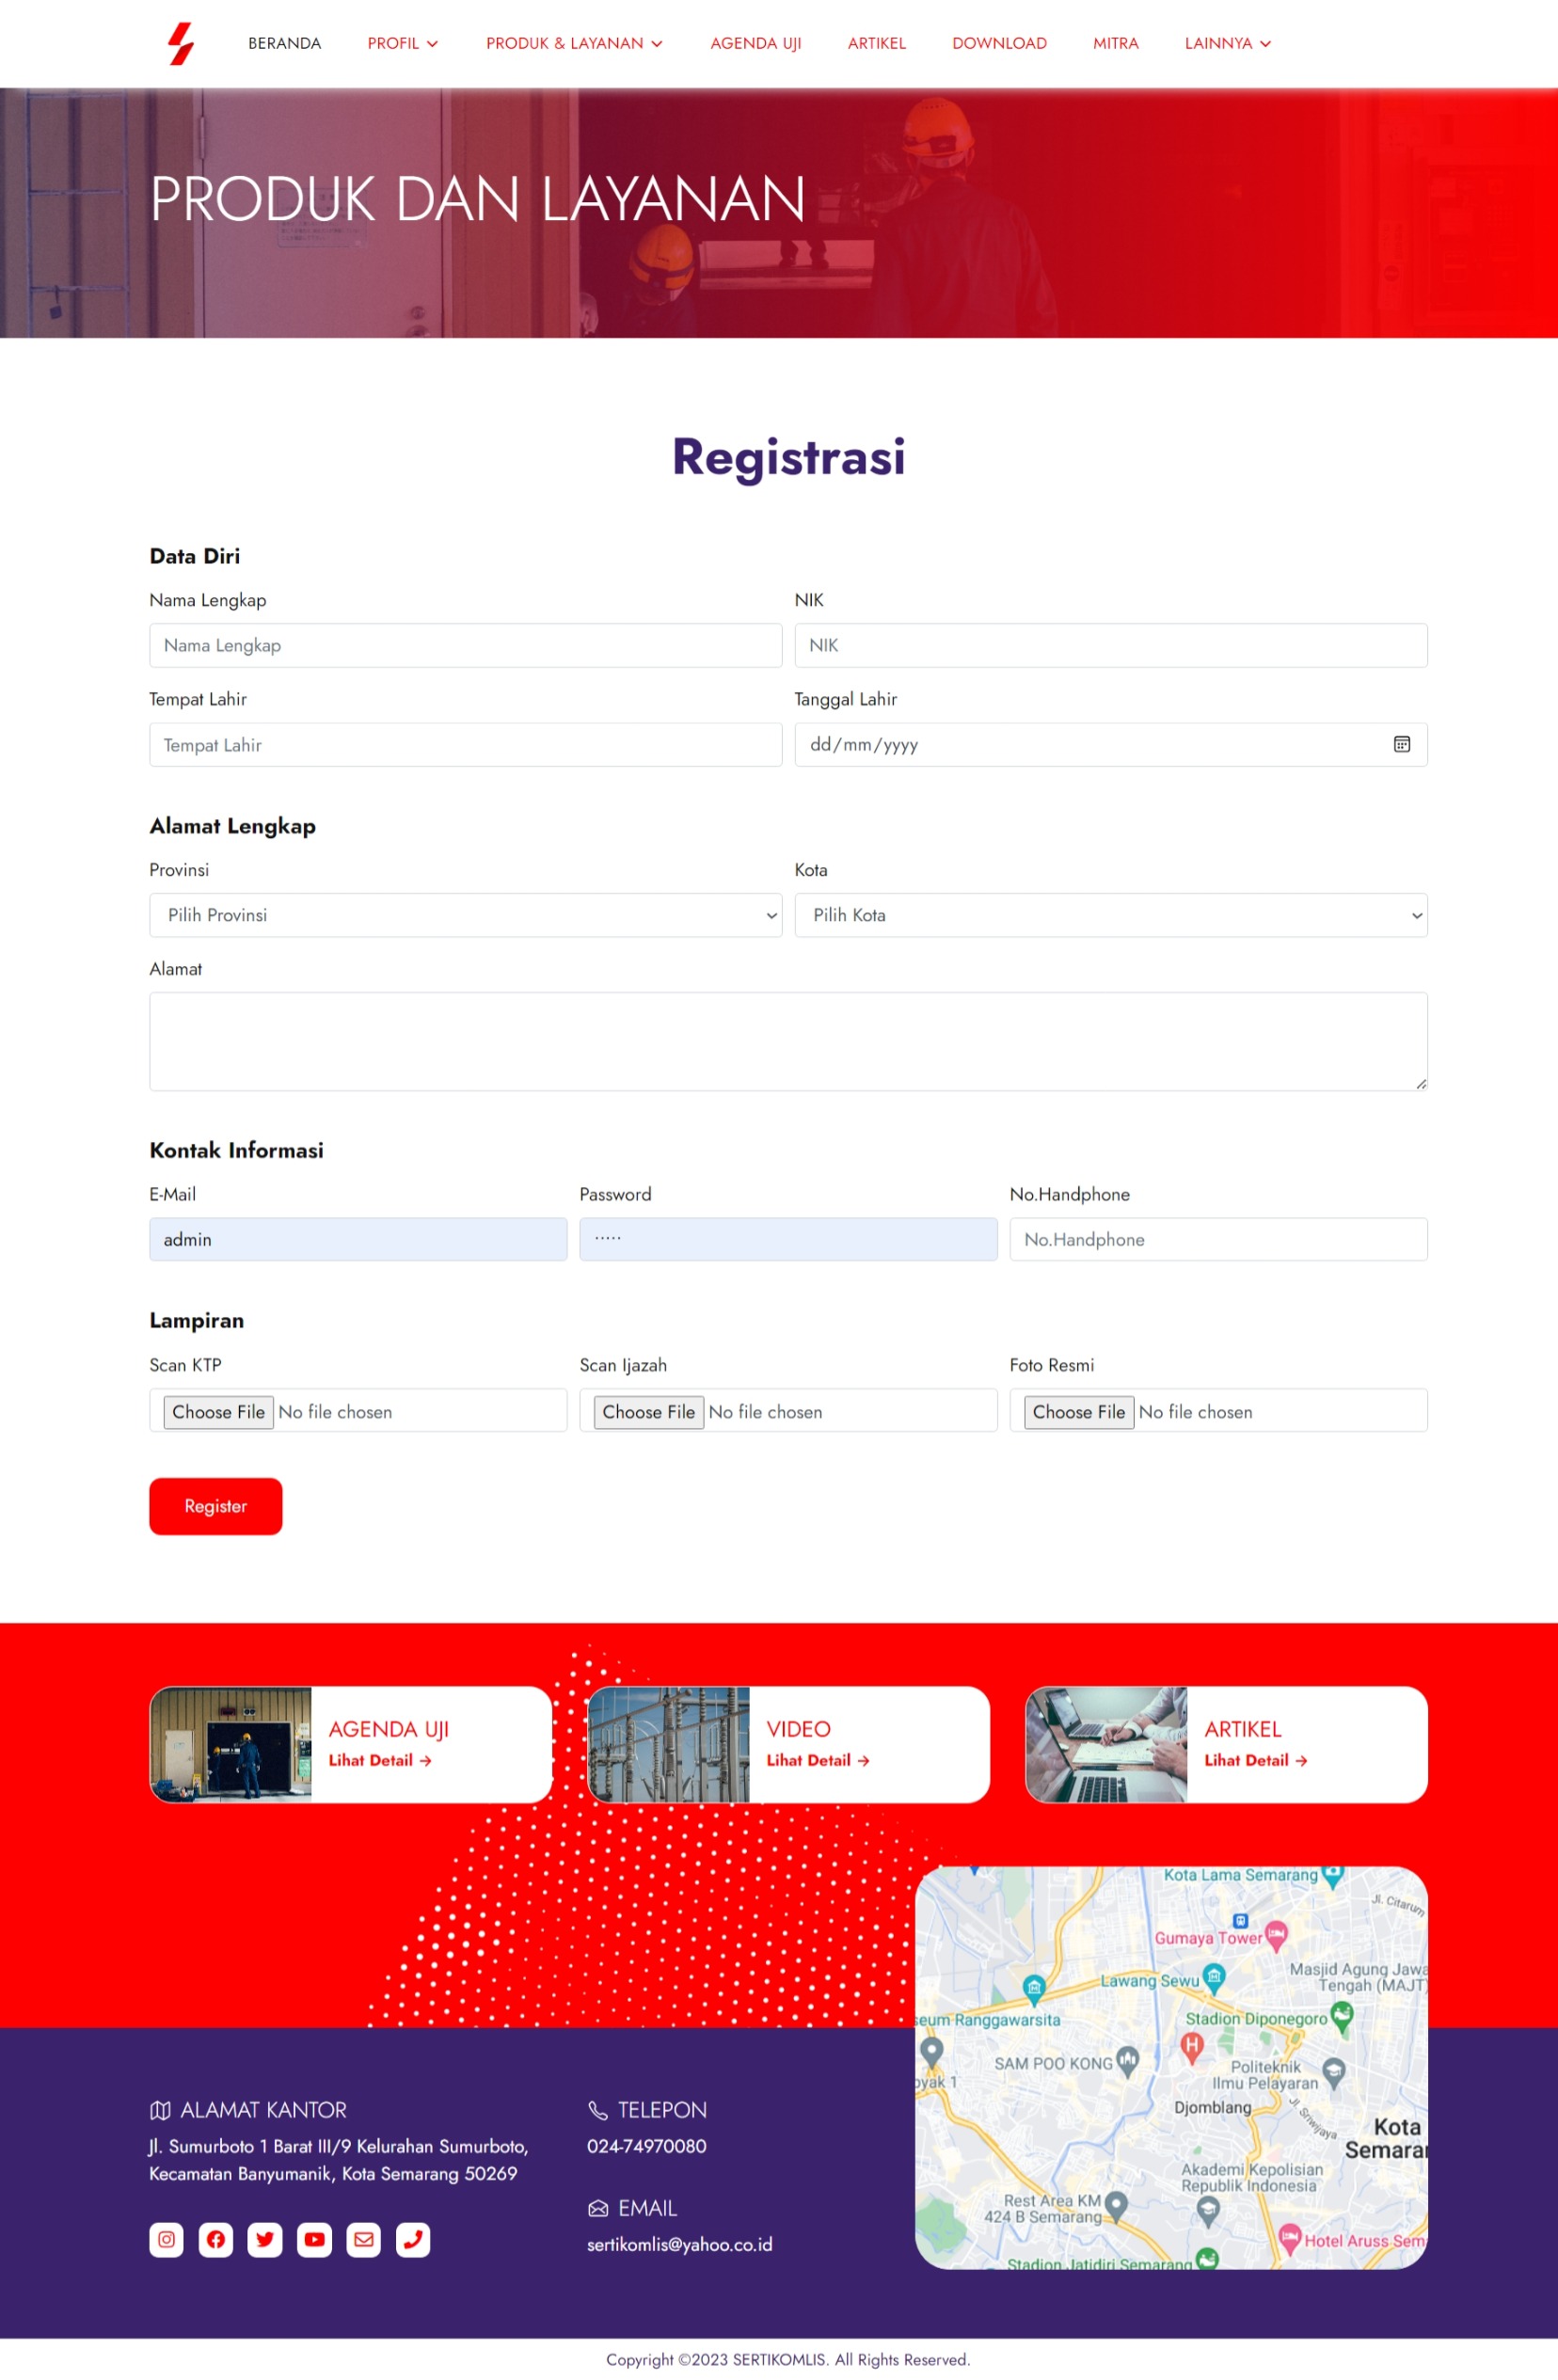 BERANDA PROFIL PRODUK & LAYANAN AGENDA UJI ARTIKEL DOWNLOAD MITRA LAINNYA
PRODUK DAN LAYANAN
Registrasi
Data Diri
Nama Lengkap NIK
Nama Lengkap NIK
Tempat Lahir Tanggal Lahir
Tempat Lahir dd/mm/yyyy
Alamat Lengkap
Provinsi Kota
Pilih Provinsi Pilih Kota
Alamat
Kontak Informasi
E-Mail Password No.Handphone
admin ····· No.Handphone
Lampiran
Scan KTP Scan Ijazah Foto Resmi
Choose File No file chosen Choose File No file chosen Choose File No file chosen
Register
AGENDA UJI VIDEO ARTIKEL
Lihat Detail → Lihat Detail → Lihat Detail →
ALAMAT KANTOR
Jl. Sumurboto 1 Barat III/9 Kelurahan Sumurboto,
Kecamatan Banyumanik, Kota Semarang 50269
TELEPON
024-74970080
EMAIL
sertikomlis@yahoo.co.id
Kota Lama Semarang
Jl. Citarum
Gumaya Tower
Masjid Agung Jawa
Tengah (MAJT)
Lawang Sewu
seum Ranggawarsita
Stadion Diponegoro
H
SAM POO KONG
Politeknik
Ilmu Pelayaran
oyak 1
Djomblang
Jl. Sriwijaya
Kota
Semarar
Akademi Kepolisian
Republik Indonesia
Rest Area KM
424 B Semarang
Hotel Aruss Sem
Stadion Jatidiri Semarang
Copyright ©2023 SERTIKOMLIS. All Rights Reserved.